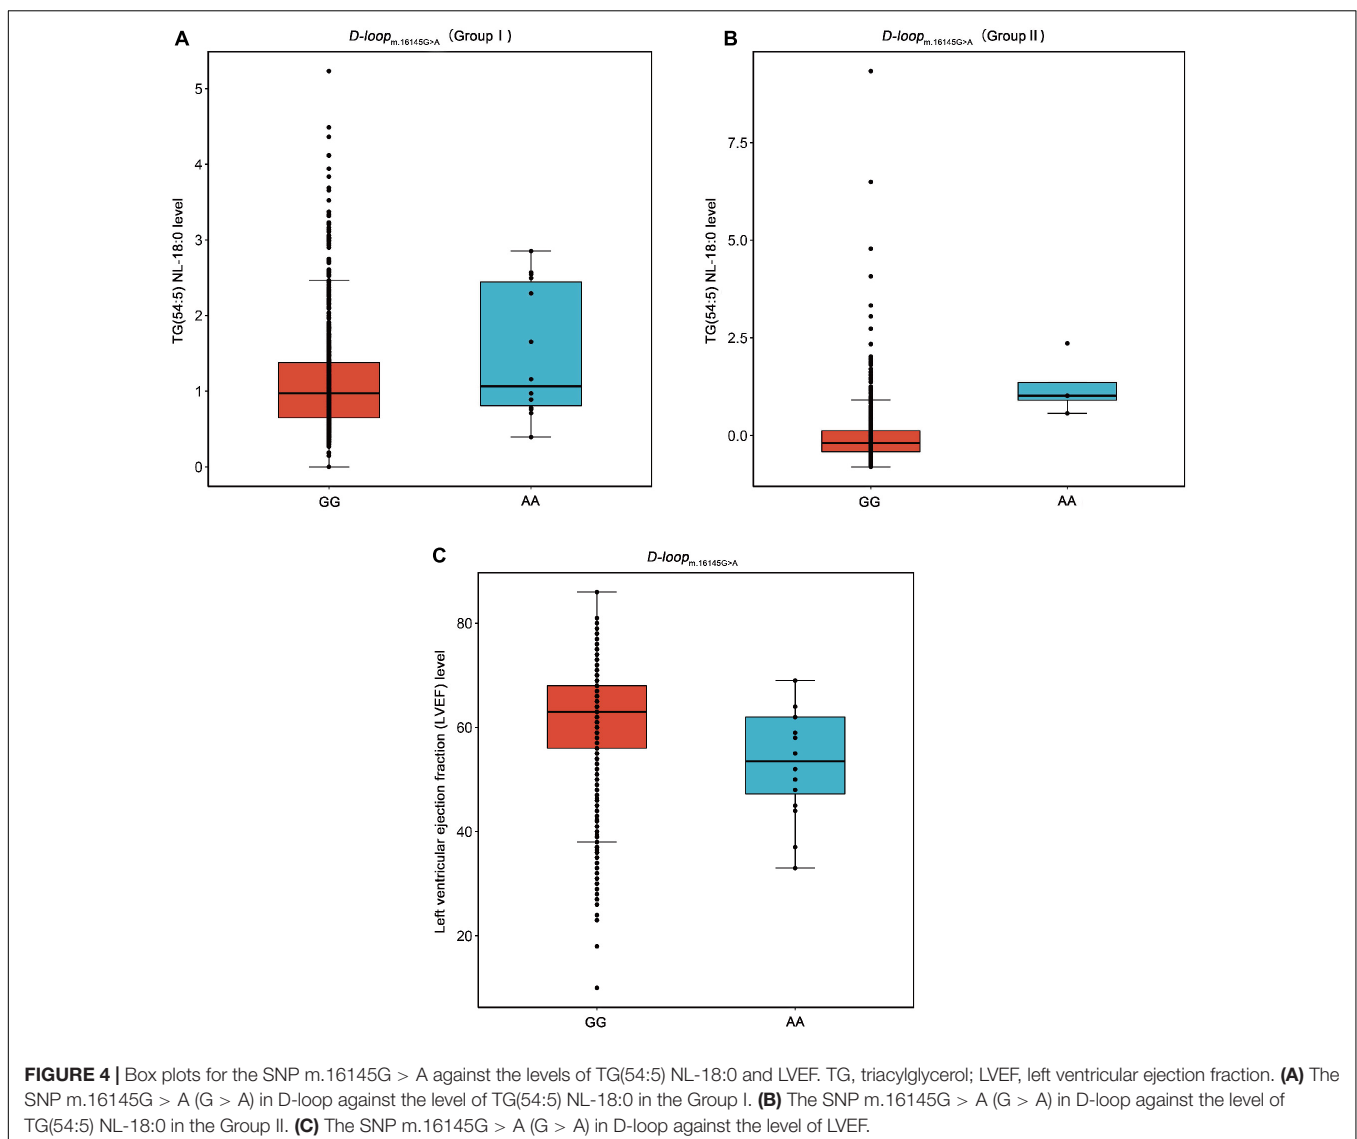 A
D-loop m.16145G>A (Group I)
TG(54:5) NL-18:0 level
5
4
3
2
1
0
GG
AA
B
D-loop m.16145G>A (Group II)
TG(54:5) NL-18:0 level
7.5
5.0
2.5
0.0
GG
AA
C
D-loop m.16145G>A
Left ventricular ejection fraction (LVEF) level
80
60
40
20
GG
AA
FIGURE 4 | Box plots for the SNP m.16145G > A against the levels of TG(54:5) NL-18:0 and LVEF. TG, triacylglycerol; LVEF, left ventricular ejection fraction. (A) The
SNP m.16145G > A (G > A) in D-loop against the level of TG(54:5) NL-18:0 in the Group I. (B) The SNP m.16145G > A (G > A) in D-loop against the level of
TG(54:5) NL-18:0 in the Group II. (C) The SNP m.16145G > A (G > A) in D-loop against the level of LVEF.